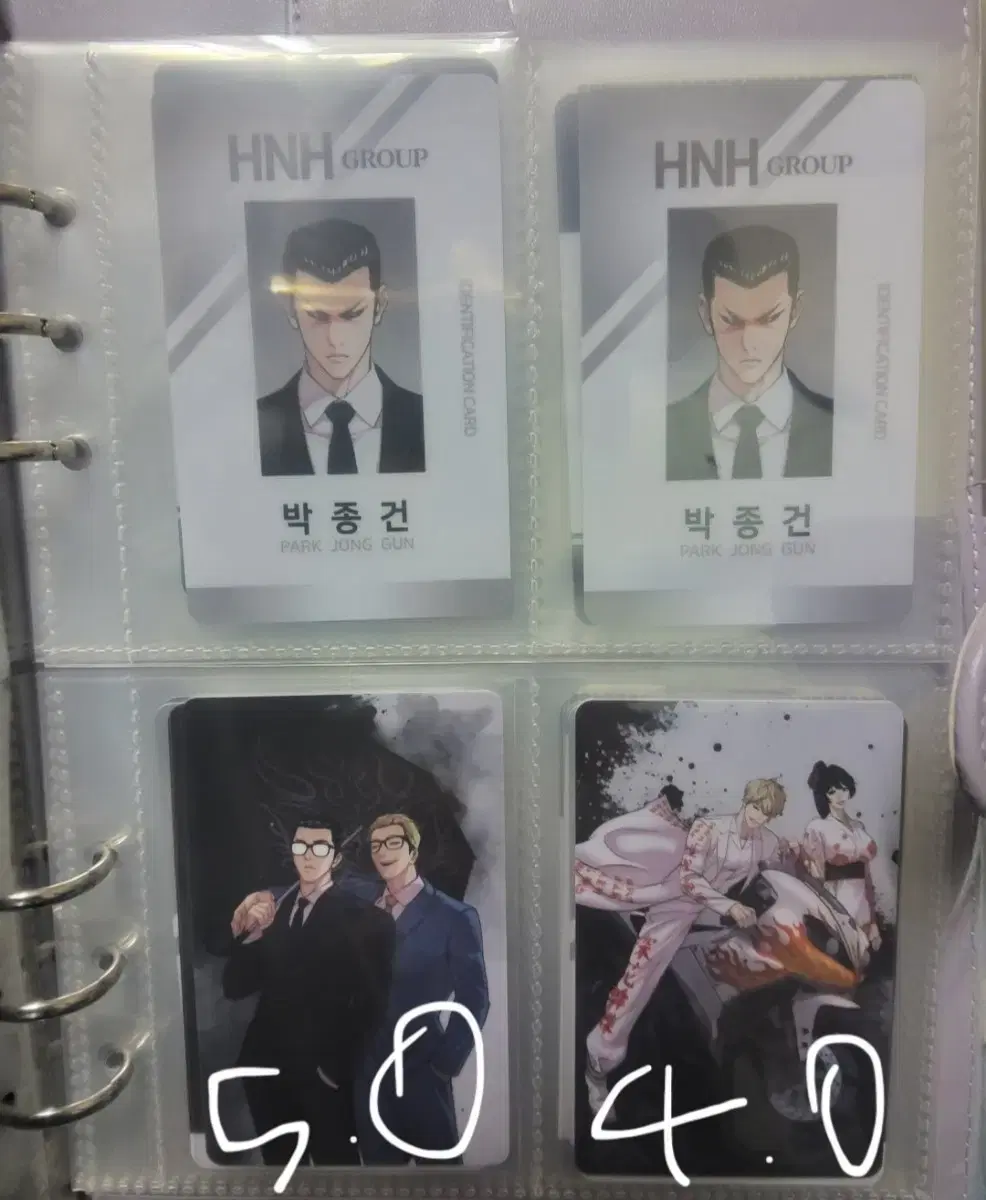 HNH GROUP
IDENTIFICATION CARD
박 종 건
PARK JONG GUN
HNH GROUP
IDENTIFICATION CARD
박 종 건
PARK JONG GUN
5.0
4.0